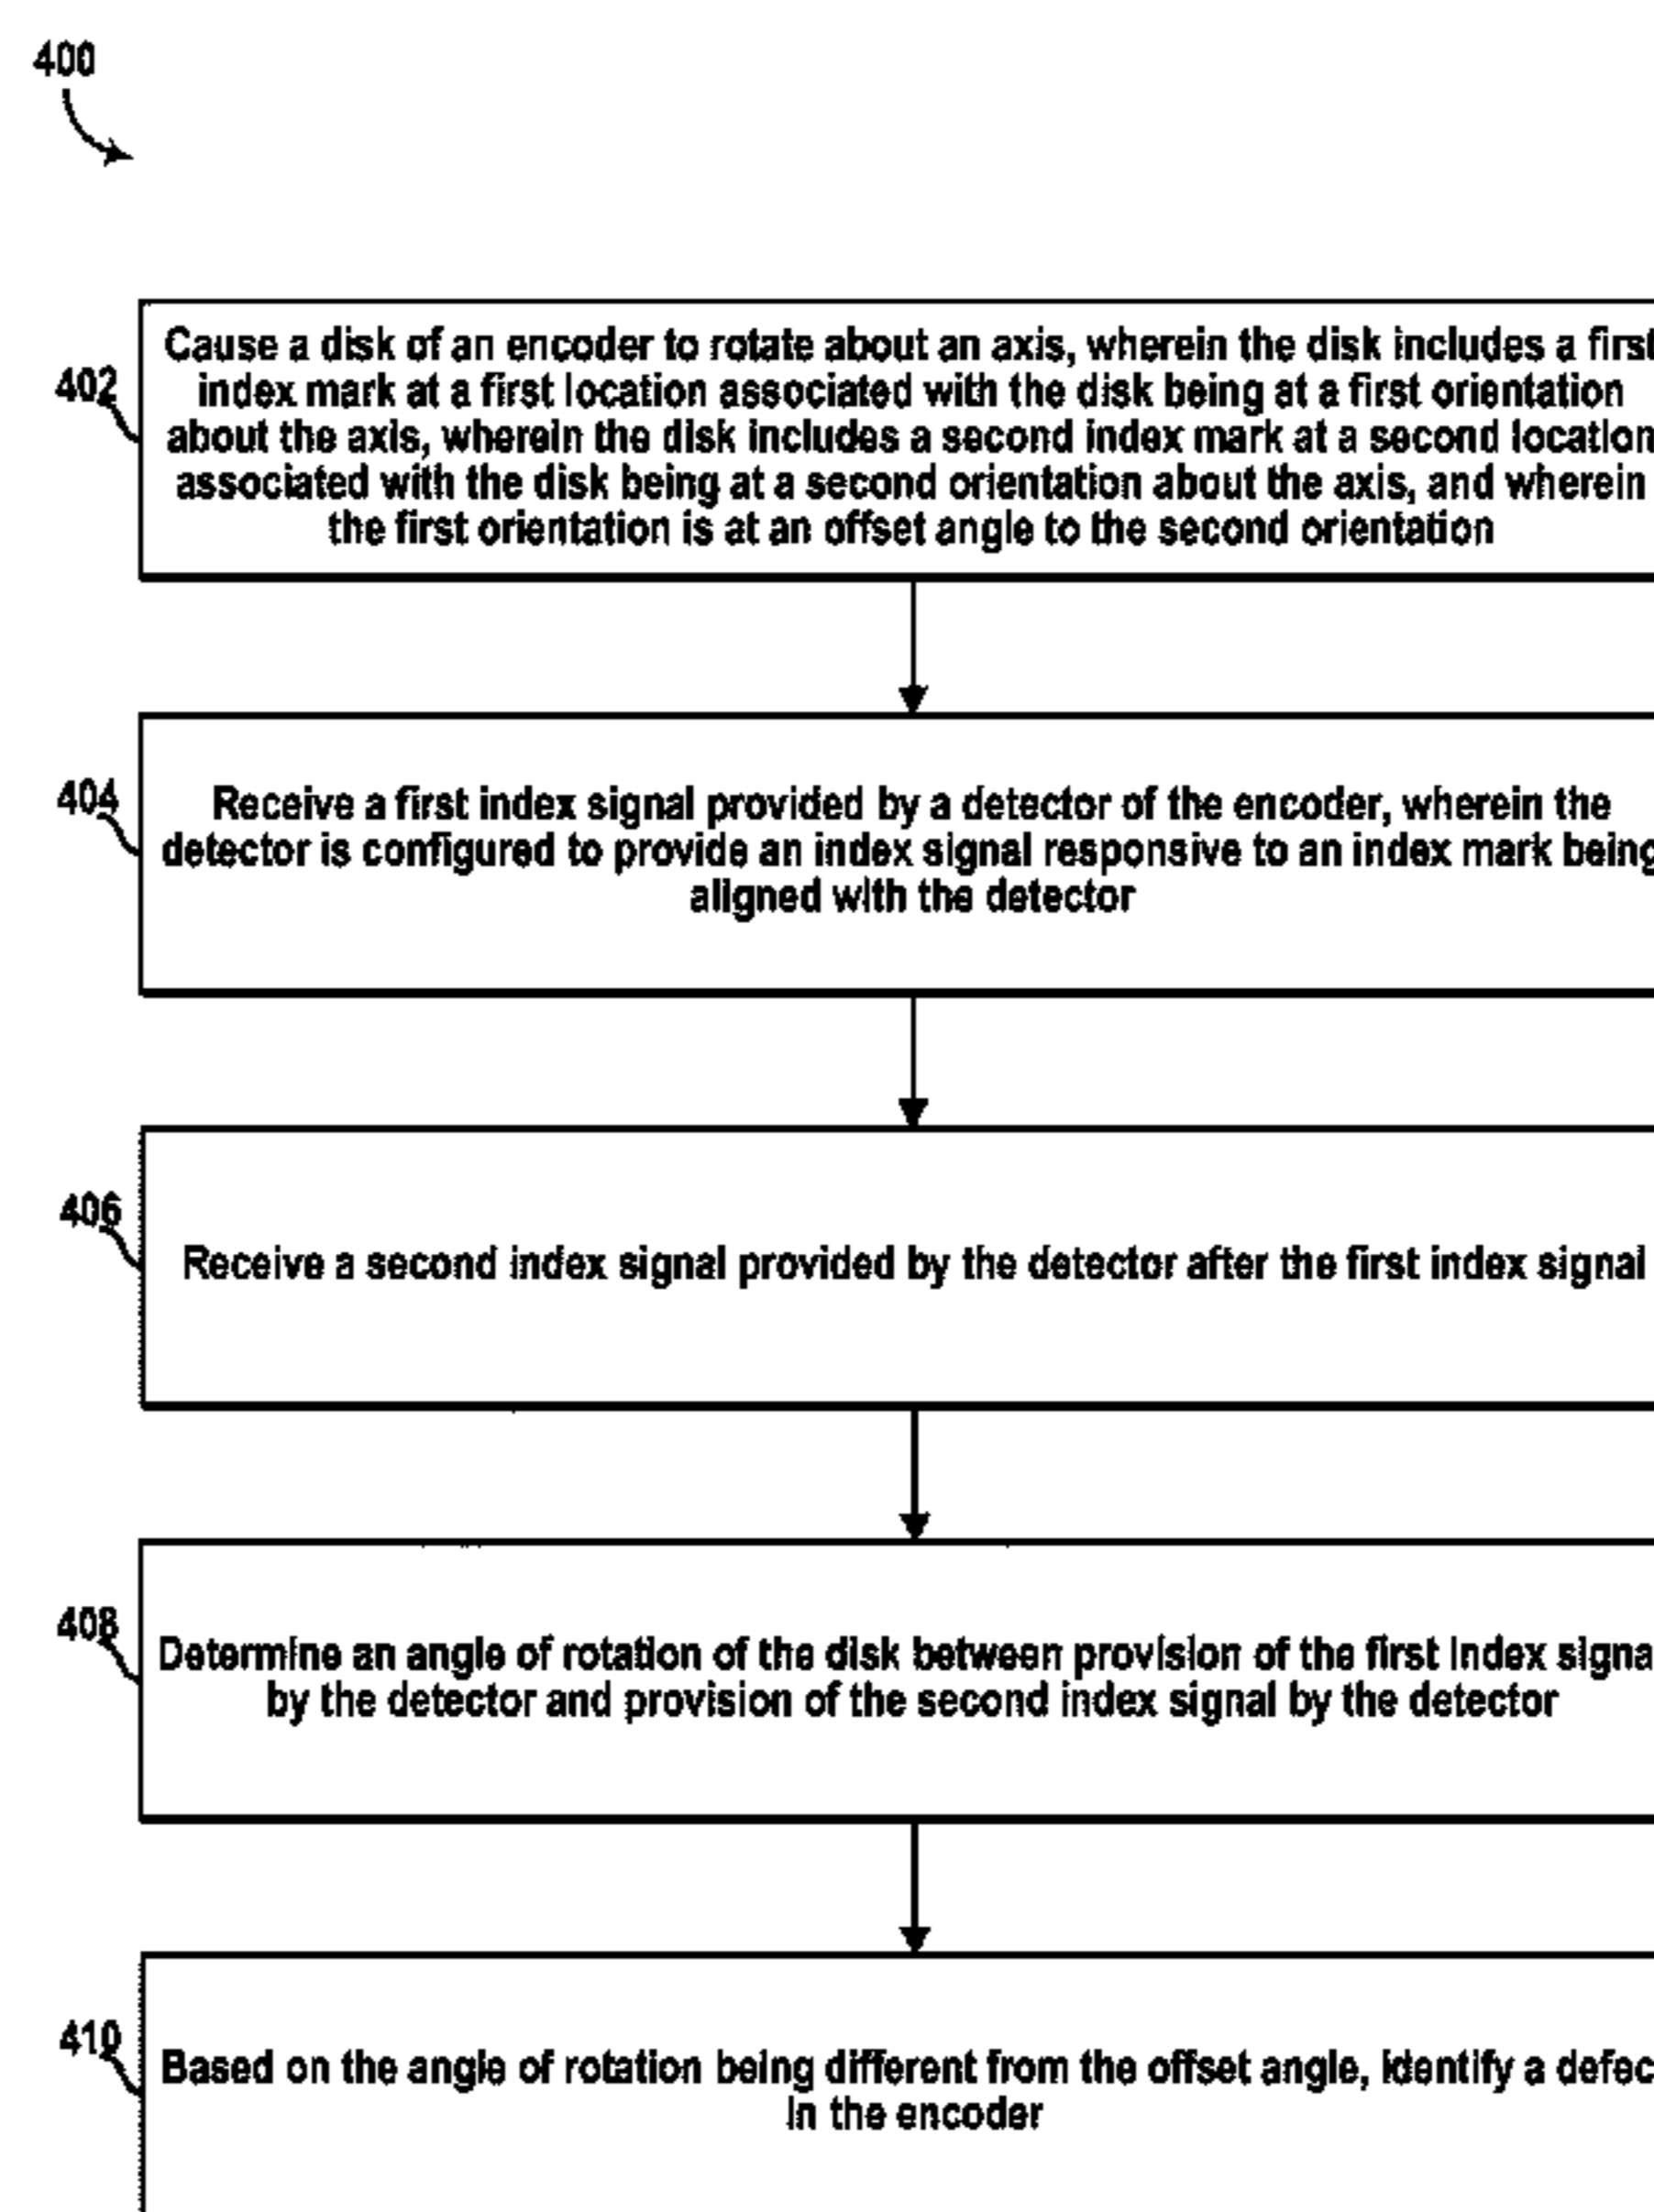 400
402
Cause a disk of an encoder to rotate about an axis, wherein the disk includes a first
index mark at a first location associated with the disk being at a first orientation
about the axis, wherein the disk includes a second index mark at a second location
associated with the disk being at a second orientation about the axis, and wherein
the first orientation is at an offset angle to the second orientation
404
Receive a first index signal provided by a detector of the encoder, wherein the
detector is configured to provide an index signal responsive to an index mark being
aligned with the detector
406
Receive a second index signal provided by the detector after the first index signal
408
Determine an angle of rotation of the disk between provision of the first index signa
by the detector and provision of the second index signal by the detector
410
Based on the angle of rotation being different from the offset angle, identify a defec
in the encoder